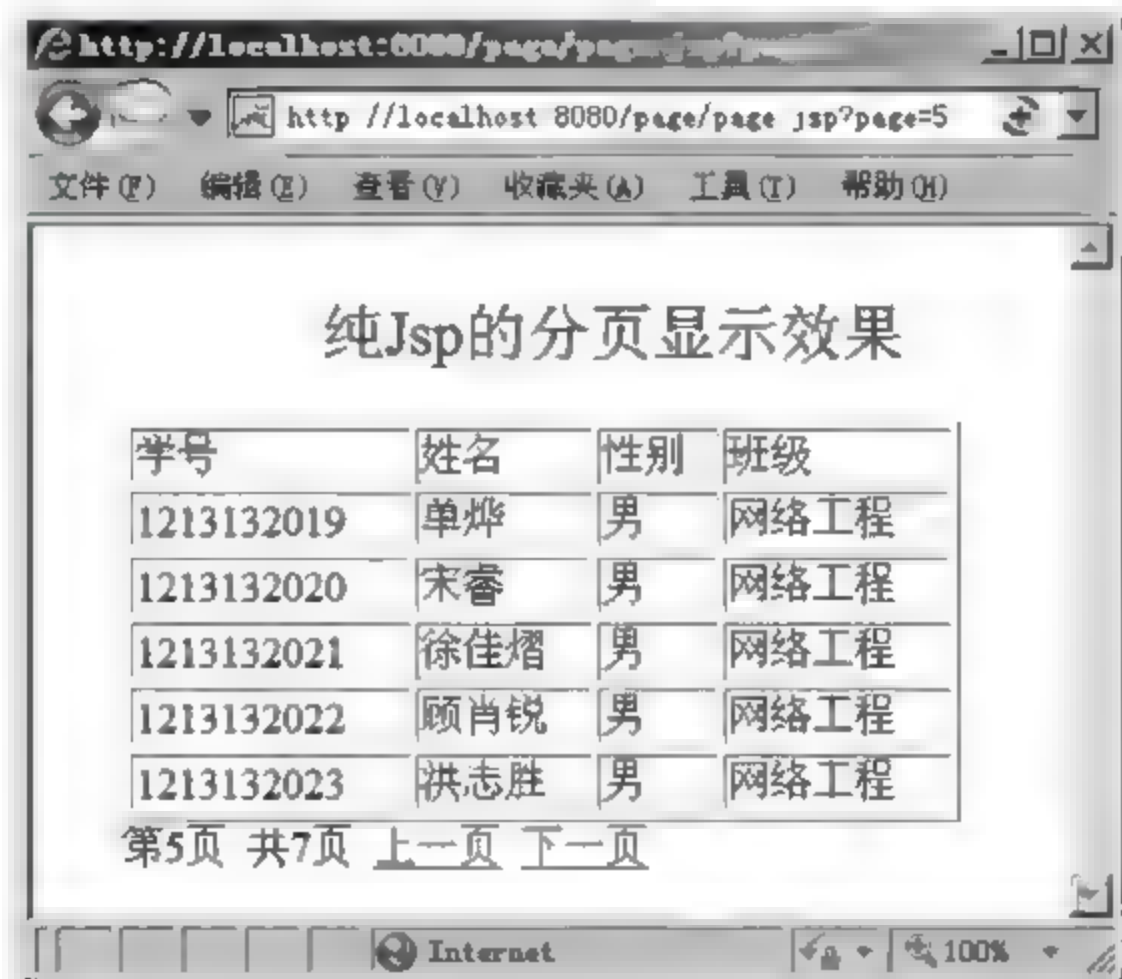 http://localhost:8080/page/
http //localhost 8080/page/page jsp?page=5
文件(F) 编辑(E) 查看(V) 收藏夹(A) 工具(T) 帮助(H)
纯Jsp的分页显示效果
学号 姓名 性别 班级
1213132019 单烨 男 网络工程
1213132020 宋睿 男 网络工程
1213132021 徐佳熠 男 网络工程
1213132022 顾肖锐 男 网络工程
1213132023 洪志胜 男 网络工程
第5页 共7页 上一页 下一页
Internet 100%